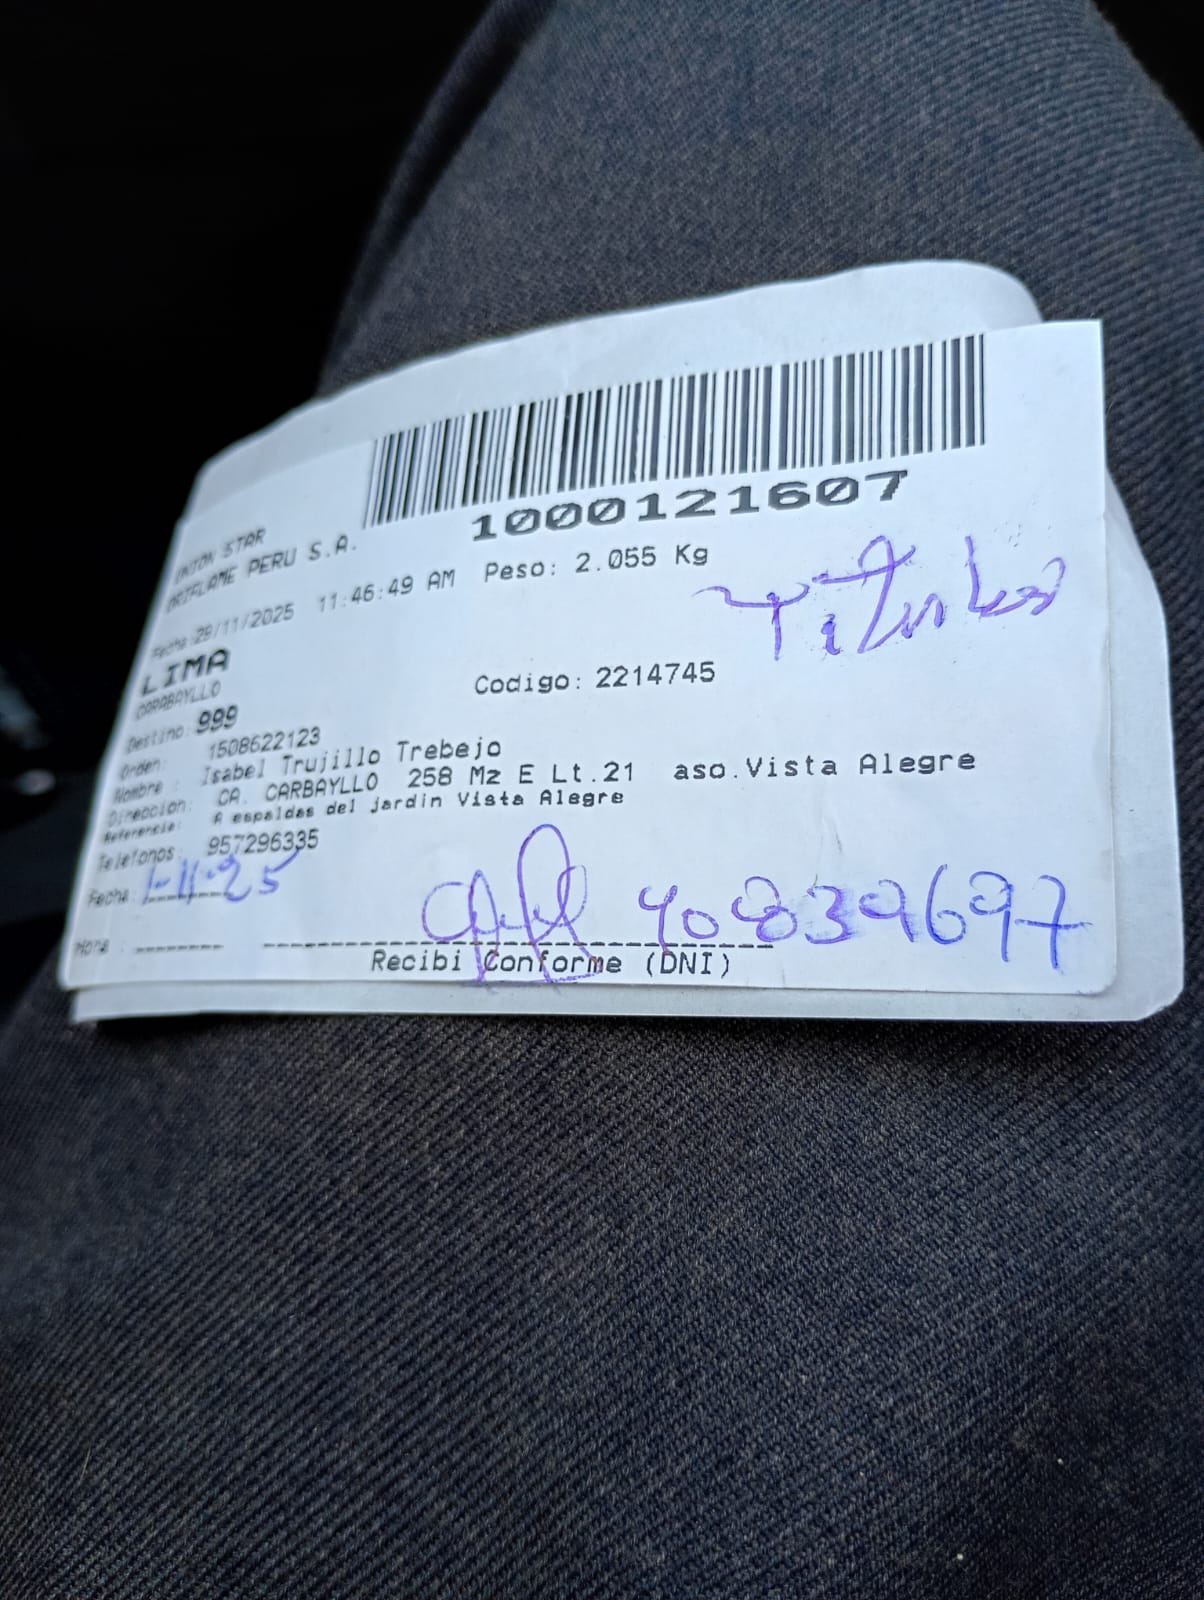 1000121607
UNION STAR
ORIFLAME PERU S.A.
Fecha:29/11/2025 11:46:49 AM Peso: 2.055 Kg
Titular
LIMA
CARABAYLLO
Codigo: 2214745
Destino: 999
Orden: 1508622123
Nombre : Isabel Trujillo Trebejo
Direccion: CA. CARBAYLLO 258 Mz E Lt.21 aso.Vista Alegre
Referencia: A espaldas del jardin Vista Alegre
Telefonos: 957296335
Fecha: 1-11-25
40839697
Hora :
Recibi Conforme (DNI)